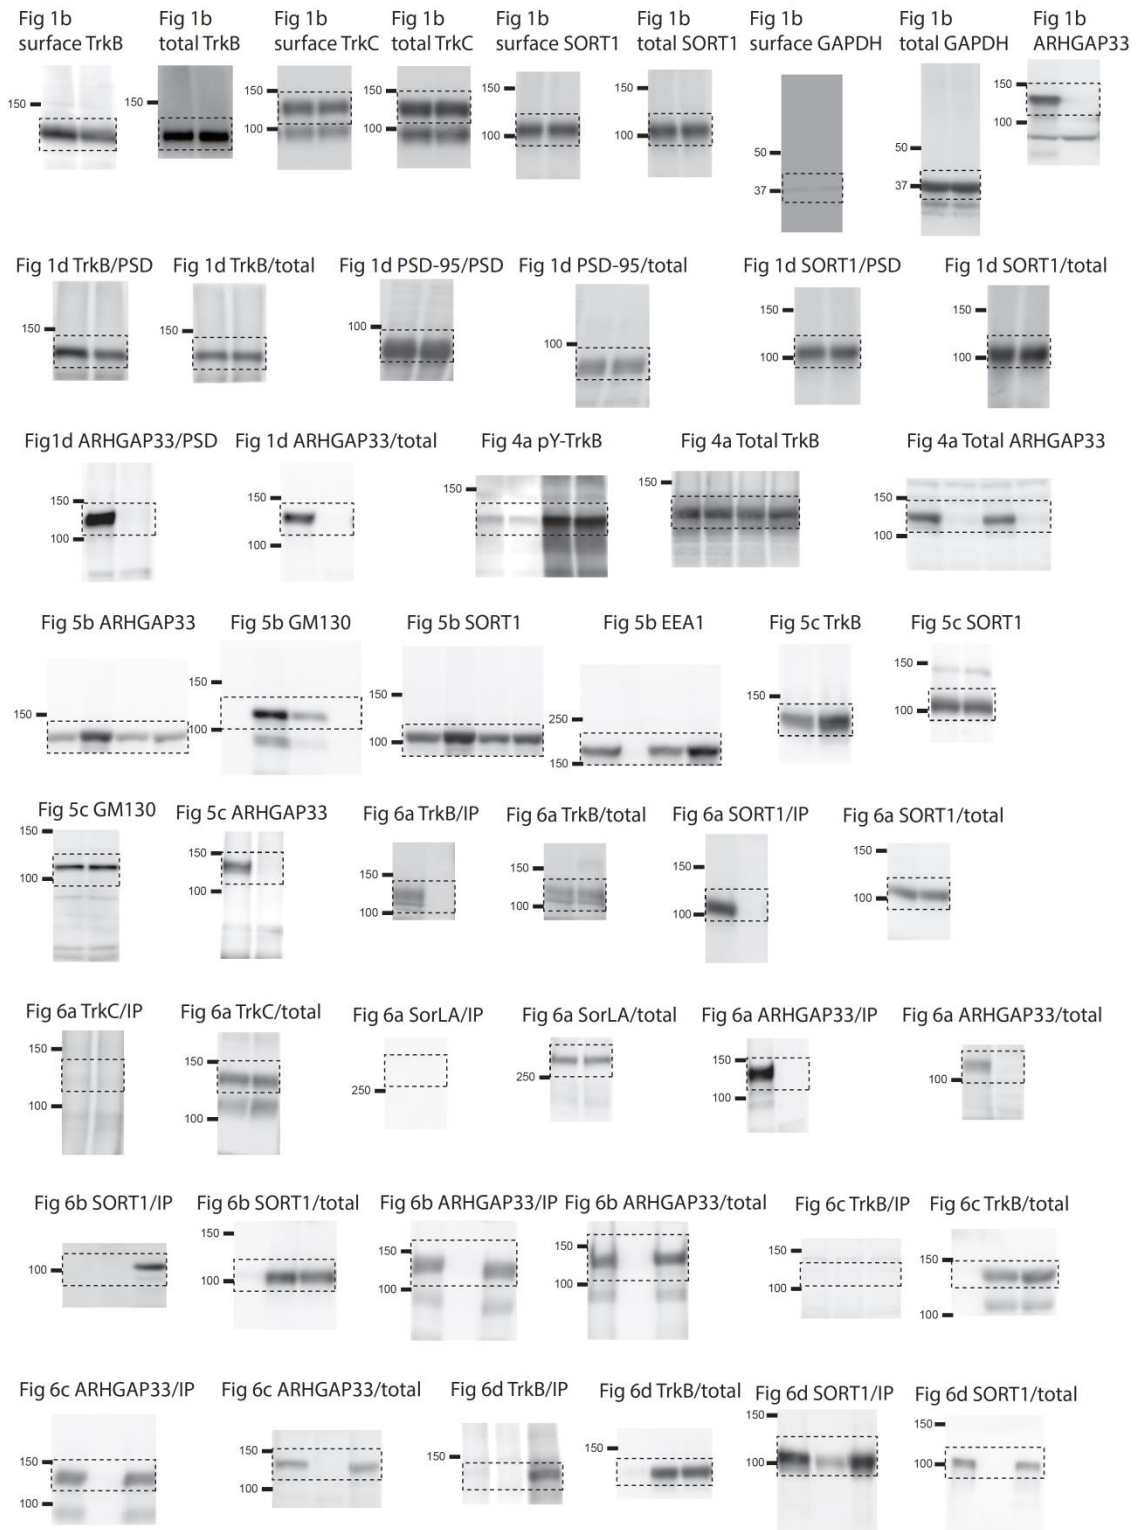 Fig 1b surface TrkB
Fig 1b total TrkB
Fig 1b surface TrkC
Fig 1b total TrkC
Fig 1b surface SORT1
Fig 1b total SORT1
Fig 1b surface GAPDH
Fig 1b total GAPDH
Fig 1b ARHGAP33
150
150
150
100
150
100
150
100
150
100
50
37
50
37
150
100
Fig 1d TrkB/PSD
Fig 1d TrkB/total
Fig 1d PSD-95/PSD
Fig 1d PSD-95/total
Fig 1d SORT1/PSD
Fig 1d SORT1/total
150
150
100
100
150
100
150
100
Fig1d ARHGAP33/PSD
Fig 1d ARHGAP33/total
Fig 4a pY-TrkB
Fig 4a Total TrkB
Fig 4a Total ARHGAP33
150
100
150
100
150
150
150
100
Fig 5b ARHGAP33
Fig 5b GM130
Fig 5b SORT1
Fig 5b EEA1
Fig 5c TrkB
Fig 5c SORT1
150
150
100
150
100
250
150
150
150
100
Fig 5c GM130
Fig 5c ARHGAP33
Fig 6a TrkB/IP
Fig 6a TrkB/total
Fig 6a SORT1/IP
Fig 6a SORT1/total
150
100
150
100
150
100
150
100
150
100
150
100
Fig 6a TrkC/IP
Fig 6a TrkC/total
Fig 6a SorLA/IP
Fig 6a SorLA/total
Fig 6a ARHGAP33/IP
Fig 6a ARHGAP33/total
150
100
150
100
250
250
150
100
100
Fig 6b SORT1/IP
Fig 6b SORT1/total
Fig 6b ARHGAP33/IP
Fig 6b ARHGAP33/total
Fig 6c TrkB/IP
Fig 6c TrkB/total
100
150
100
150
100
150
100
150
100
150
100
Fig 6c ARHGAP33/IP
Fig 6c ARHGAP33/total
Fig 6d TrkB/IP
Fig 6d TrkB/total
Fig 6d SORT1/IP
Fig 6d SORT1/total
150
100
150
100
150
150
150
100
150
100